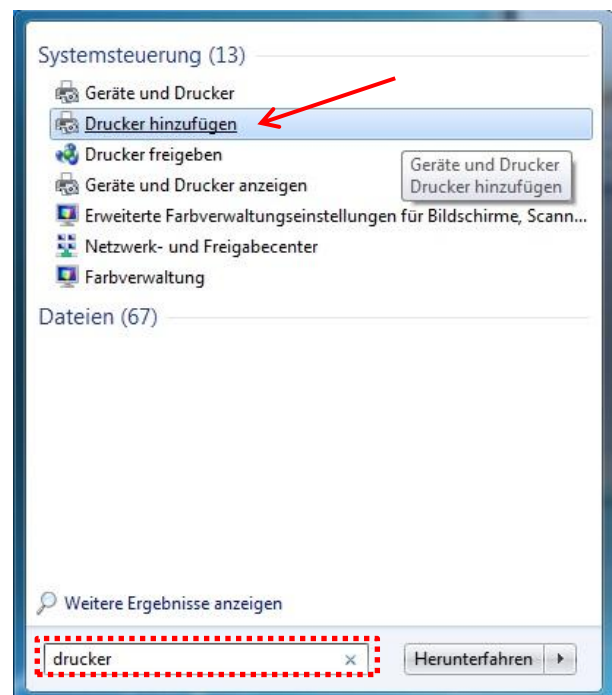 Systemsteuerung (13)
Geräte und Drucker
Drucker hinzufügen
Drucker freigeben
Geräte und Drucker
Drucker hinzufügen
Geräte und Drucker anzeigen
Erweiterte Farbverwaltungseinstellungen für Bildschirme, Scann...
Netzwerk- und Freigabecenter
Farbverwaltung
Dateien (67)
Weitere Ergebnisse anzeigen
drucker
Herunterfahren